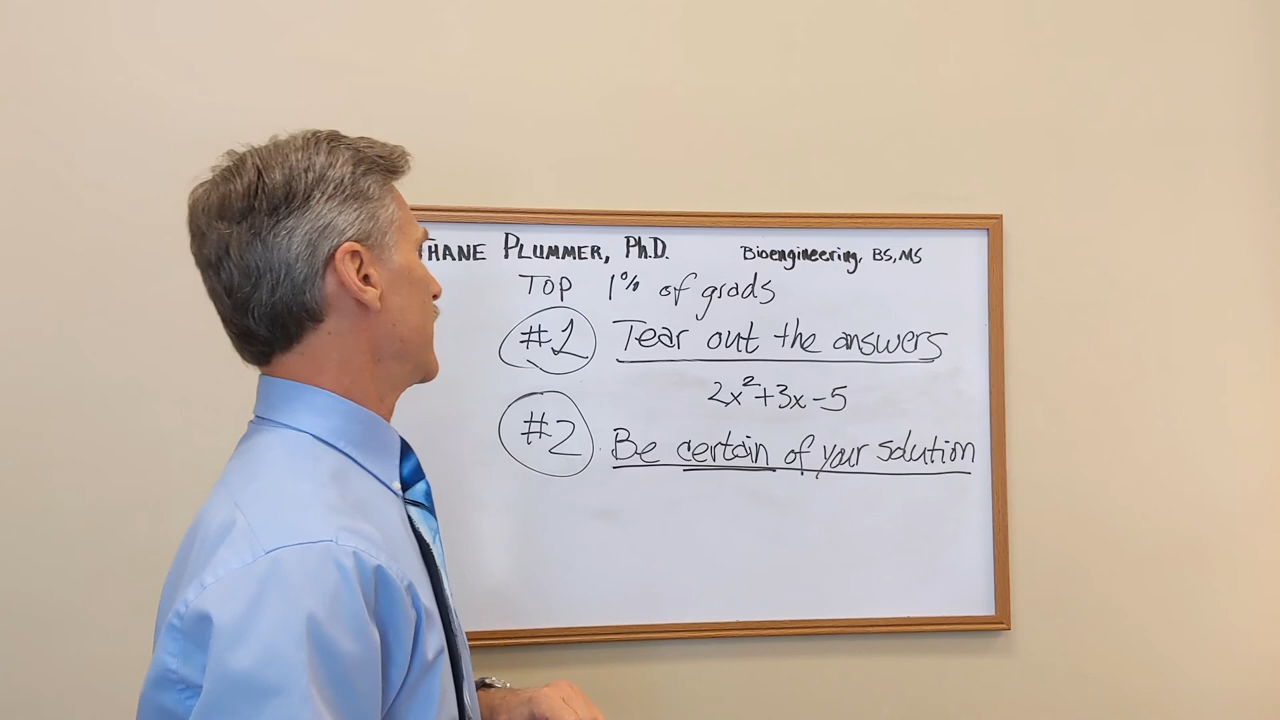 THANE PLUMMER, Ph.D. Bioengineering, BS, MS
TOP 1% of grads
#1 Tear out the answers
2x²+3x-5
#2 Be certain of your solution